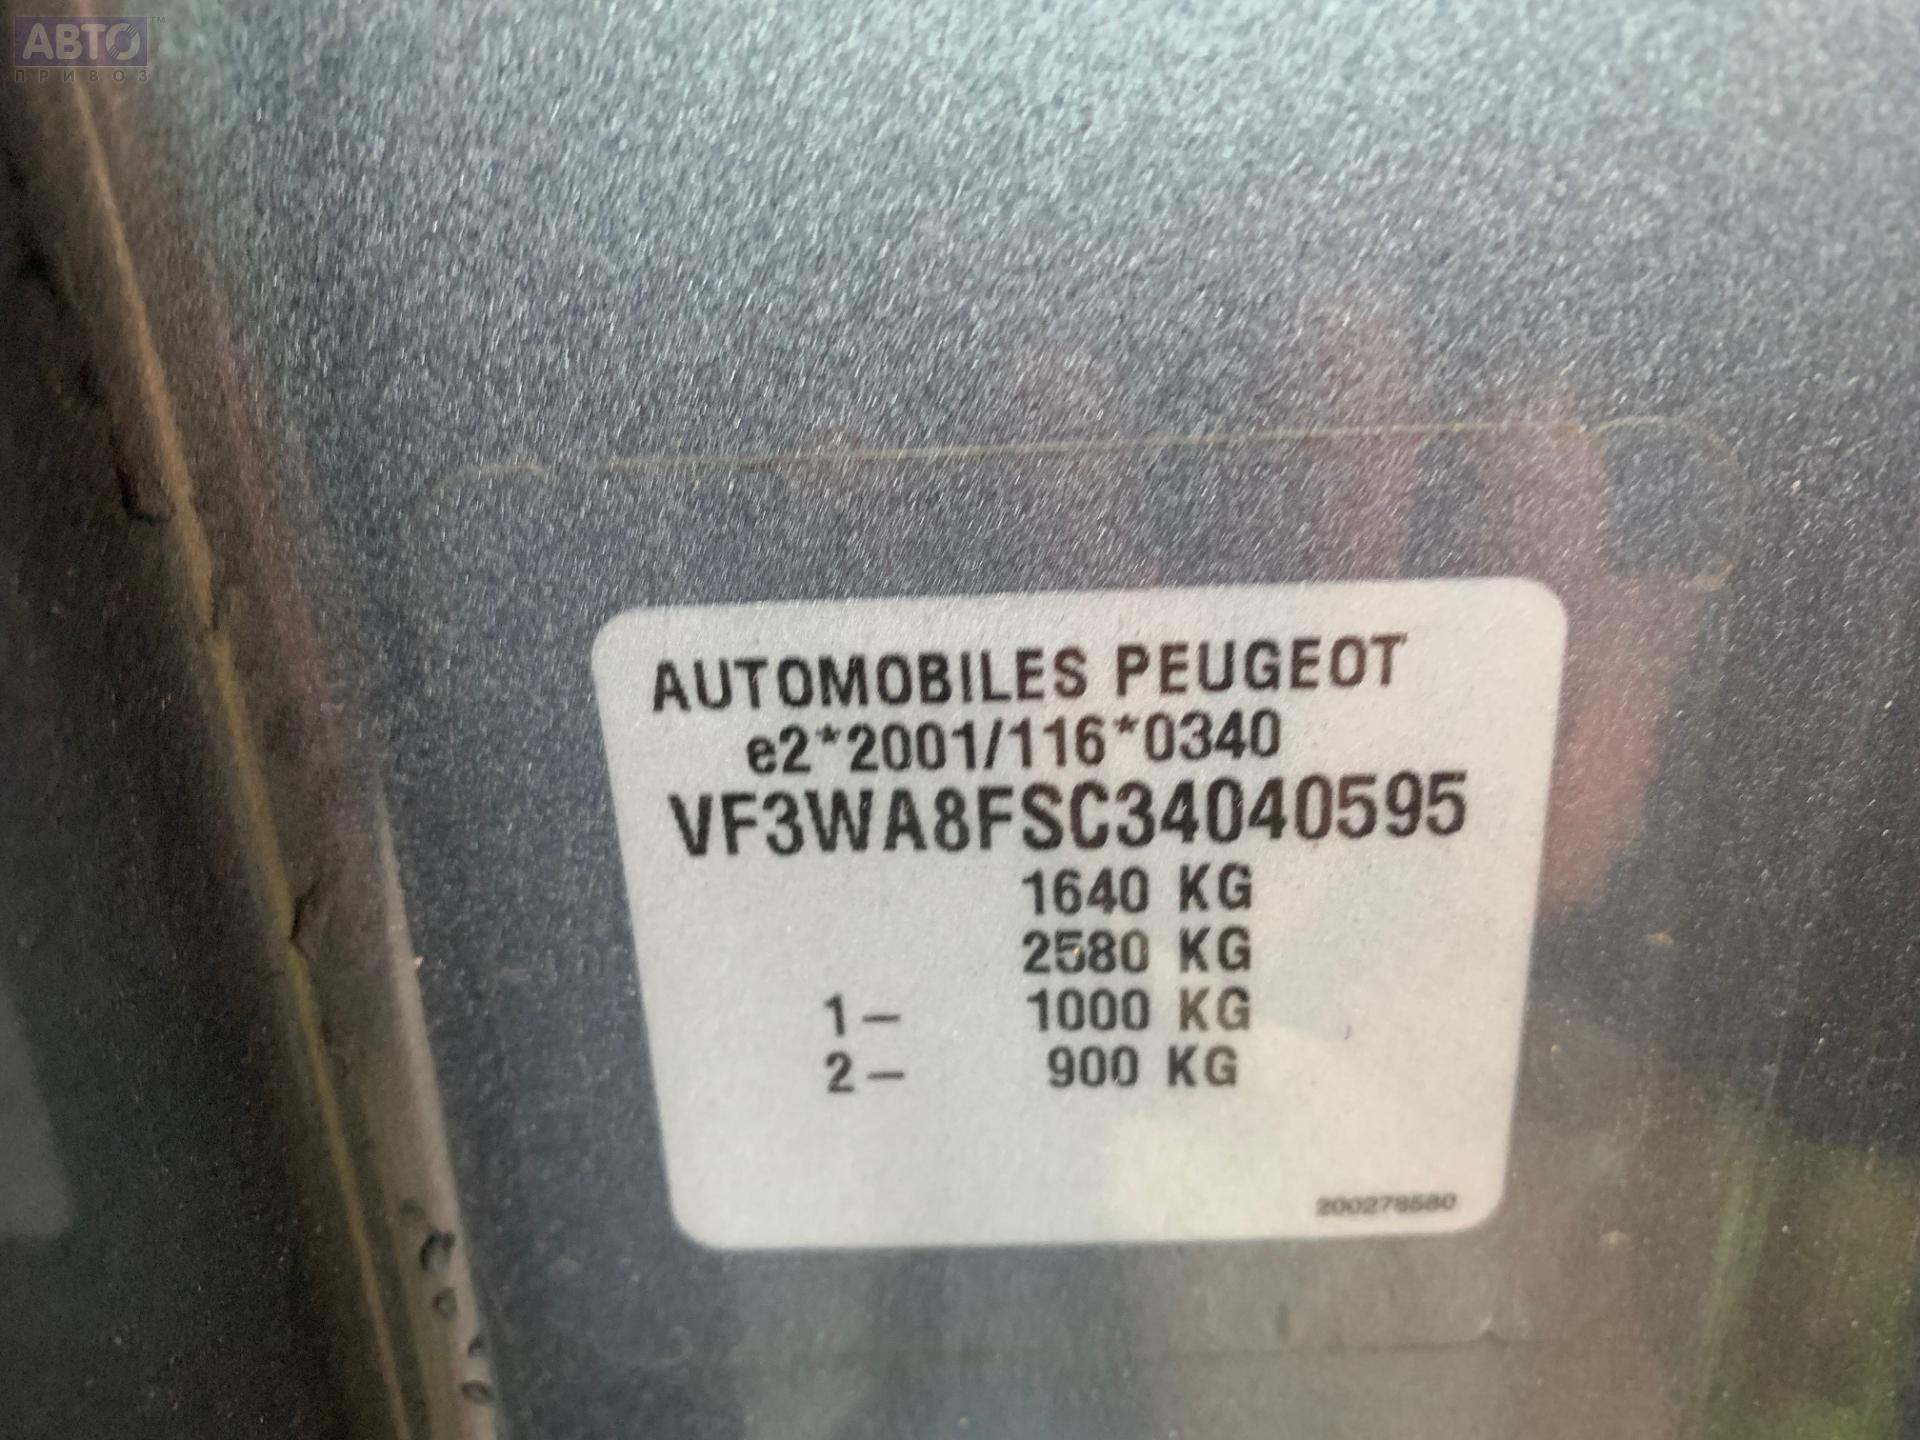 АВТО™
ПРИВОЗ
AUTOMOBILES PEUGEOT
e2*2001/116*0340
VF3WA8FSC34040595
1640 KG
2580 KG
1– 1000 KG
2– 900 KG
200278580